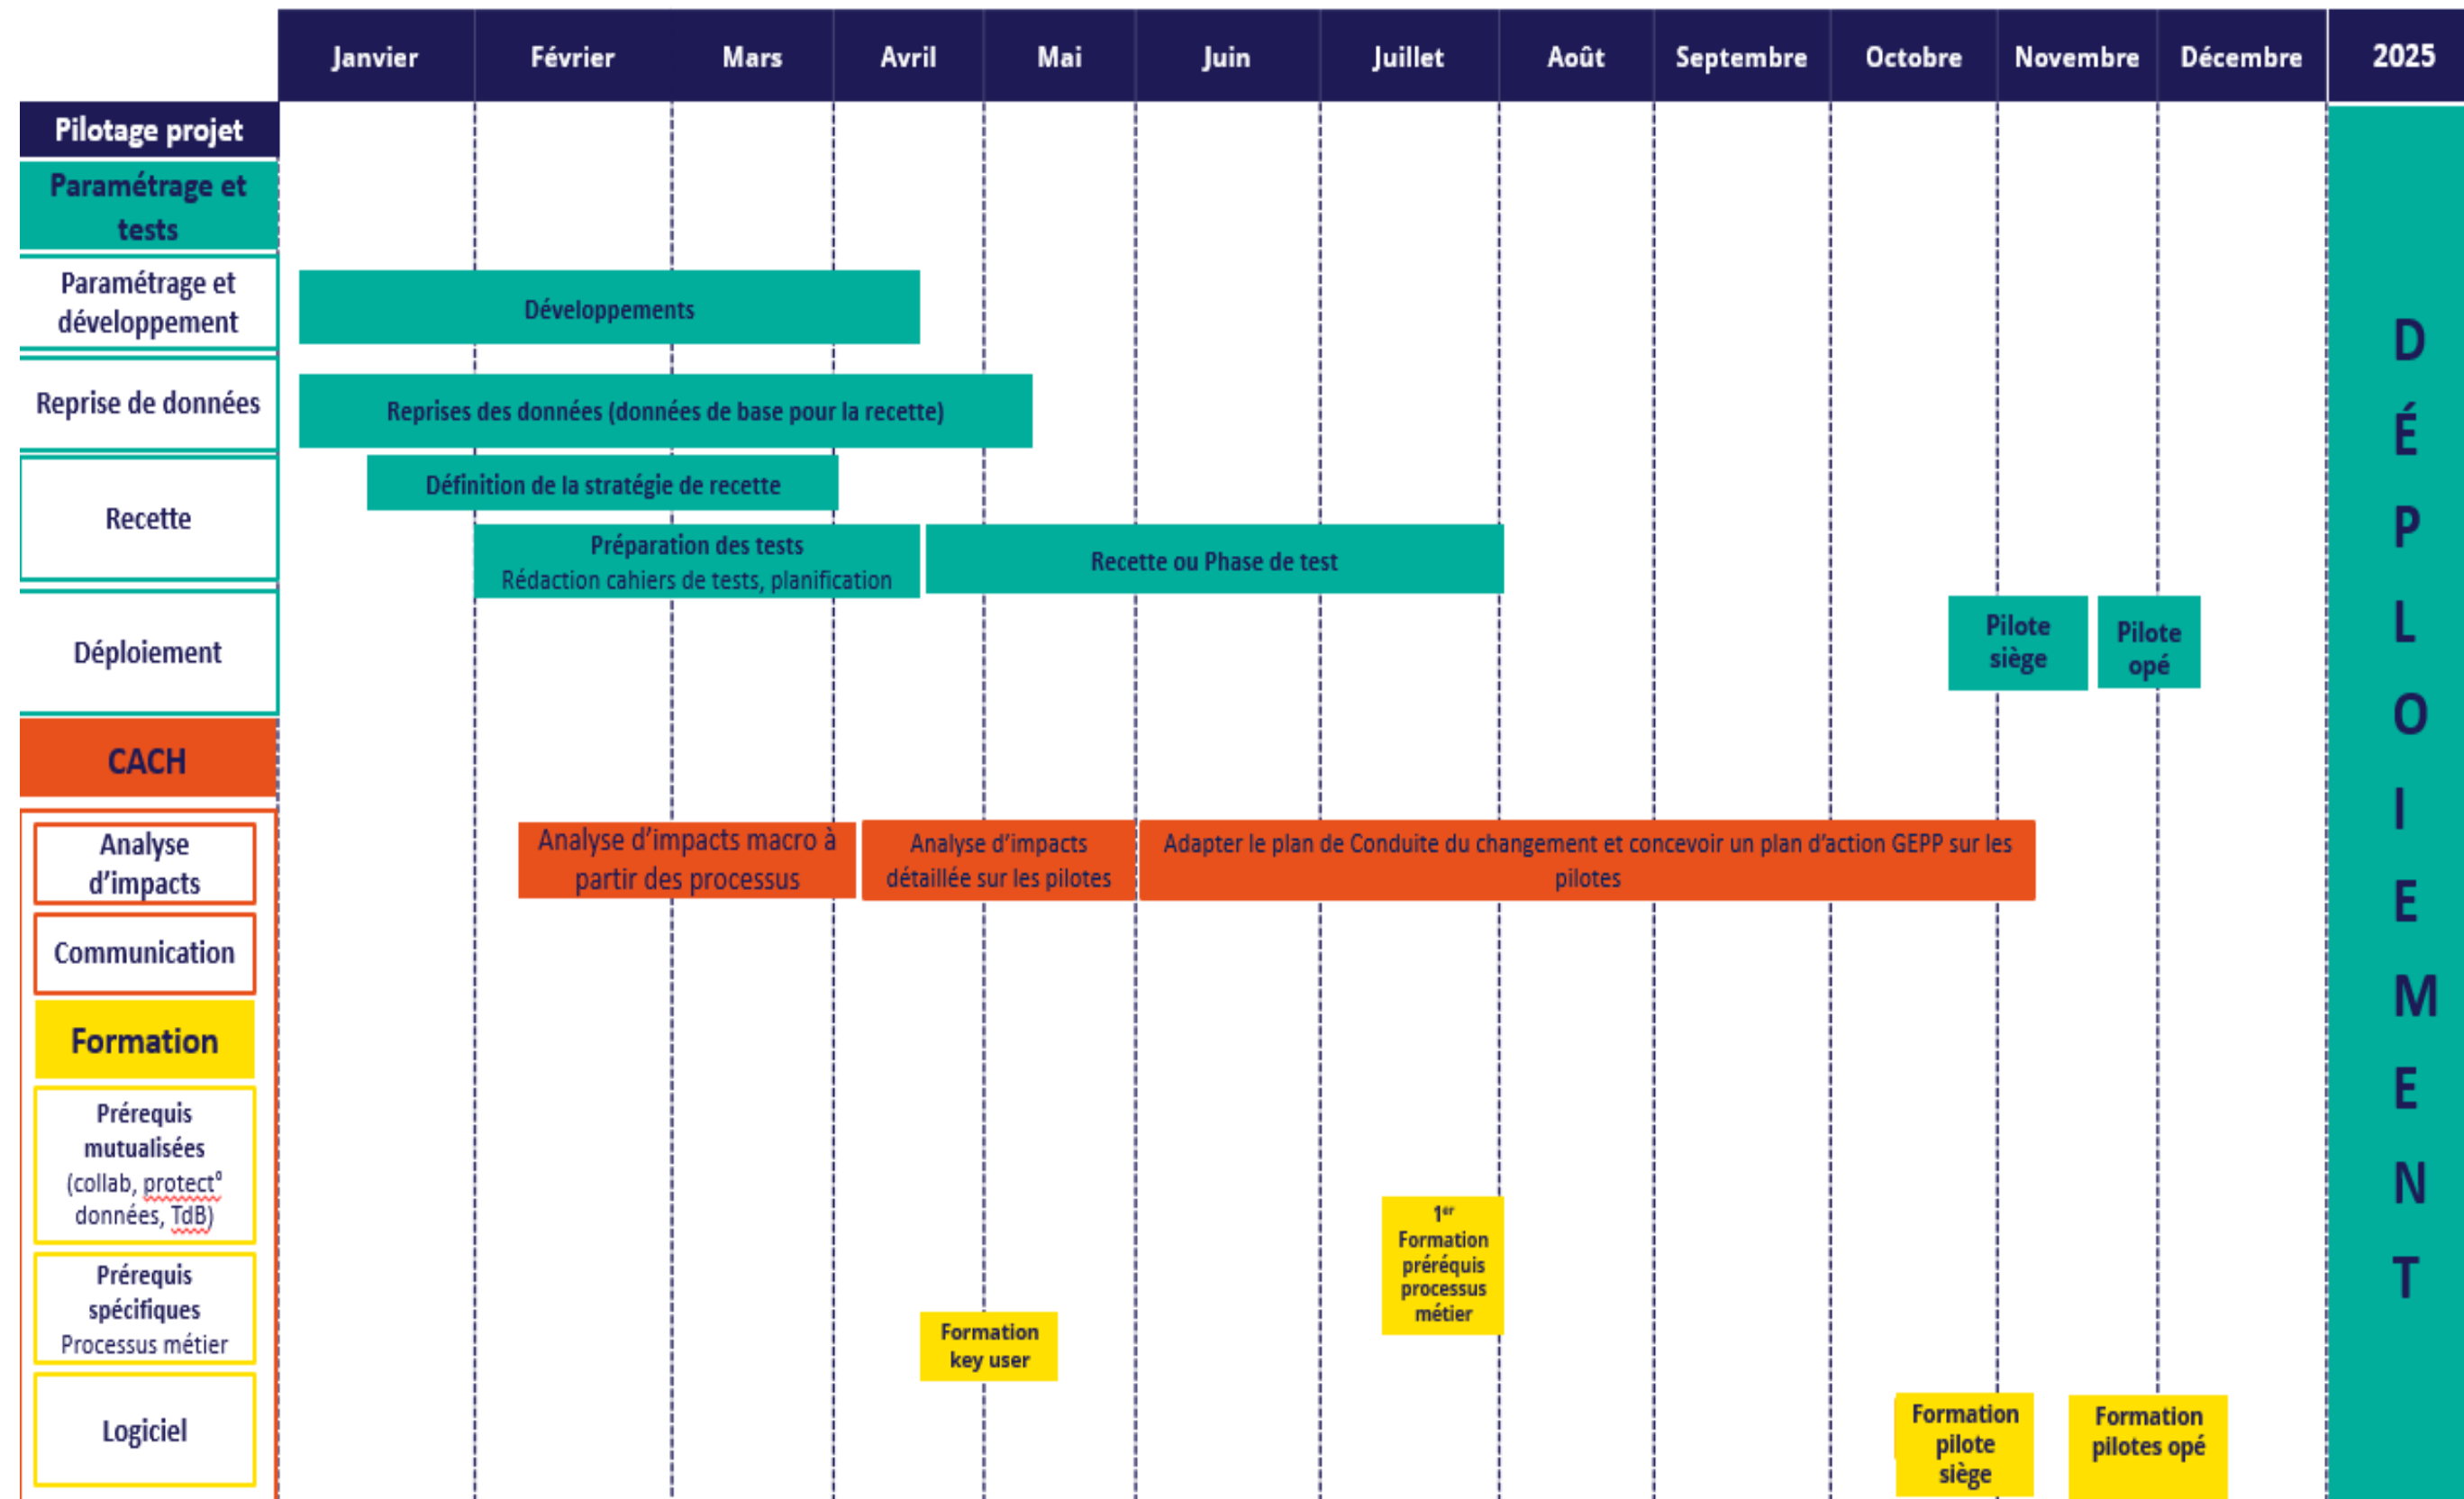 Janvier
Février
Mars
Avril
Mai
Juin
Juillet
Août
Septembre
Octobre
Novembre
Décembre
2025
Pilotage projet
Paramétrage et
tests
Paramétrage et
développement
Développements
Reprise de données
Reprises des données (données de base pour la recette)
Recette
Définition de la stratégie de recette
Préparation des tests
Rédaction cahiers de tests, planification
Recette ou Phase de test
Déploiement
Pilote
siège
Pilote
opé
CACH
Analyse
d’impacts
Analyse d’impacts macro à
partir des processus
Analyse d’impacts
détaillée sur les pilotes
Adapter le plan de Conduite du changement et concevoir un plan d’action GEPP sur les
pilotes
Communication
Formation
Prérequis
mutualisées
(collab, protect°
données, TdB)
1er
Formation
préréquis
processus
métier
Prérequis
spécifiques
Processus métier
Formation
key user
Logiciel
Formation
pilote
siège
Formation
pilotes opé
D
É
P
L
O
I
E
M
E
N
T